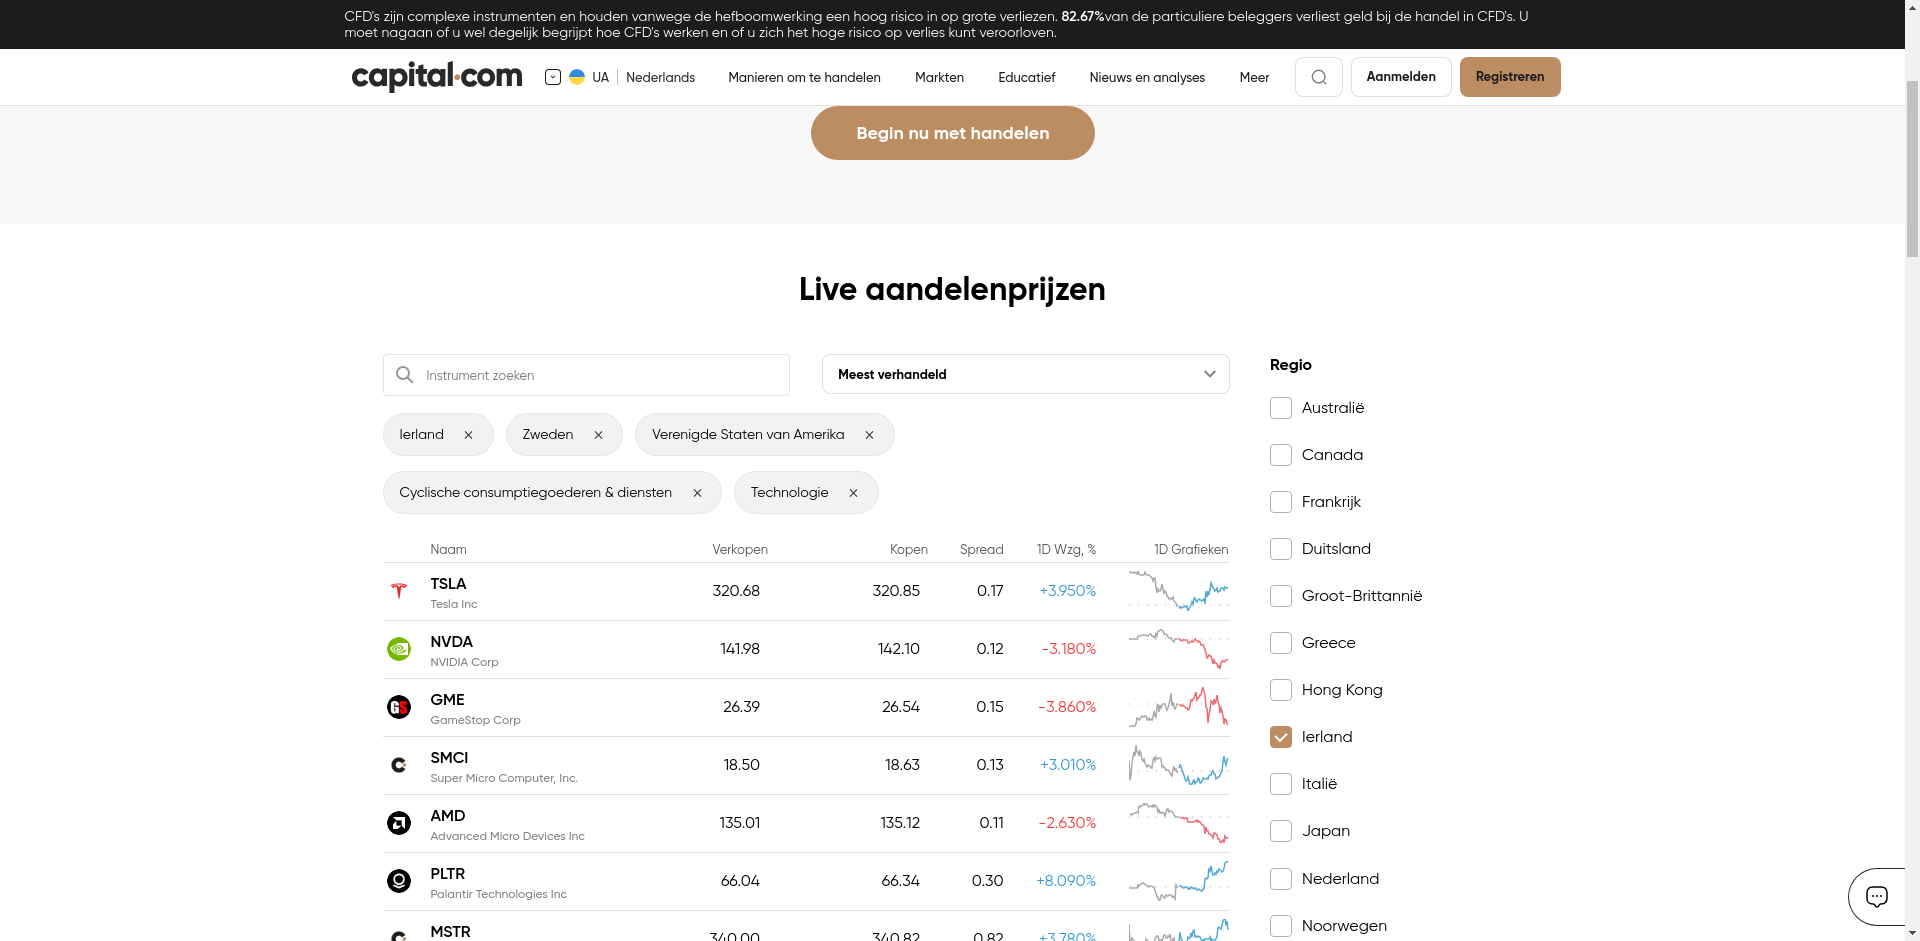 CFD's zijn complexe instrumenten en houden vanwege de hefboomwerking een hoog risico in op grote verliezen. 82.67%van de particuliere beleggers verliest geld bij de handel in CFD's. U
moet nagaan of u wel degelijk begrijpt hoe CFD's werken en of u zich het hoge risico op verlies kunt veroorloven.
capital.com UA Nederlands Manieren om te handelen Markten Educatief Nieuws en analyses Meer Aanmelden Registreren
Begin nu met handelen
Live aandelenprijzen
Instrument zoeken Meest verhandeld
Ierland Zweden Verenigde Staten van Amerika
Cyclische consumptiegoederen & diensten Technologie
Naam Verkopen Kopen Spread 1D Wzg, % 1D Grafieken
TSLA 320.68 320.85 0.17 +3.950%
Tesla Inc
NVDA 141.98 142.10 0.12 -3.180%
NVIDIA Corp
GS GME 26.39 26.54 0.15 -3.860%
GameStop Corp
SMCI 18.50 18.63 0.13 +3.010%
Super Micro Computer, Inc.
AMD 135.01 135.12 0.11 -2.630%
Advanced Micro Devices Inc
PLTR 66.04 66.34 0.30 +8.090%
Palantir Technologies Inc
MSTR 340.00 340.82 0.82 +3.780%
Regio
Australië
Canada
Frankrijk
Duitsland
Groot-Brittannië
Greece
Hong Kong
Ierland
Italië
Japan
Nederland
Noorwegen